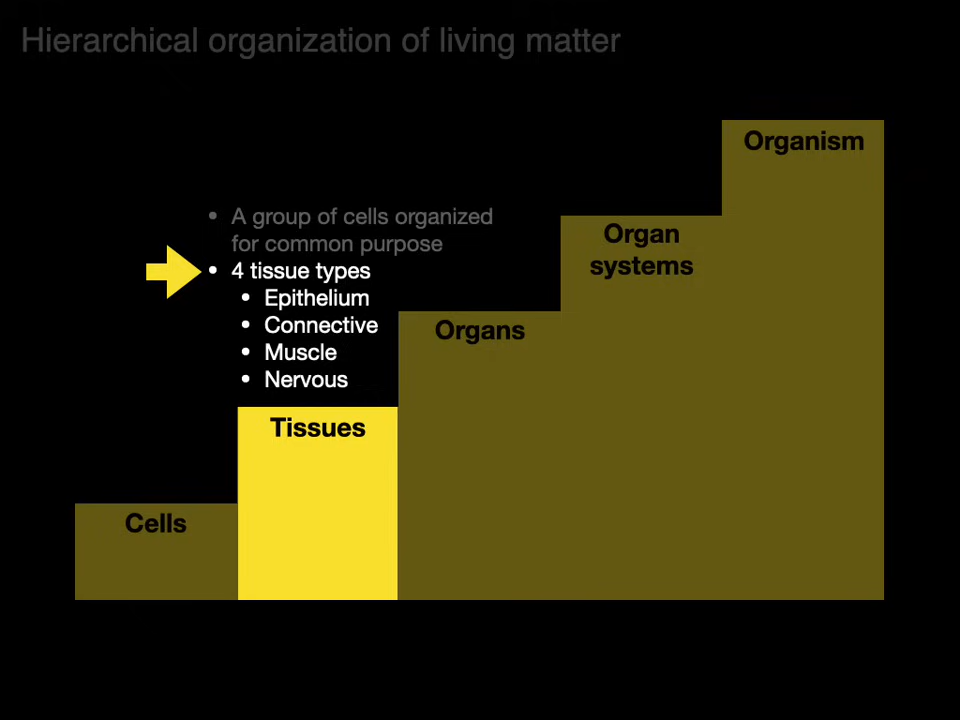 Hierarchical organization of living matter
Organism
• A group of cells organized
for common purpose
Organ
systems
• 4 tissue types
• Epithelium
• Connective
• Muscle
• Nervous
Organs
Tissues
Cells